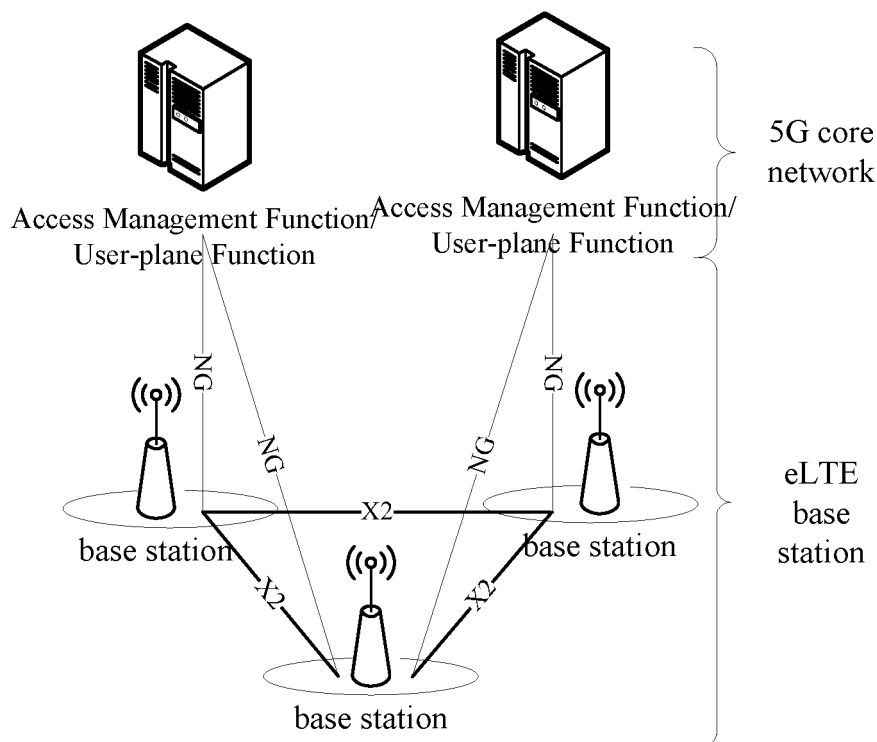 5G core
network
Access Management Function/
User-plane Function
Access Management Function/
User-plane Function
NG
NG
NG
NG
X2
base station
base station
X2
X2
base station
eLTE
base
station